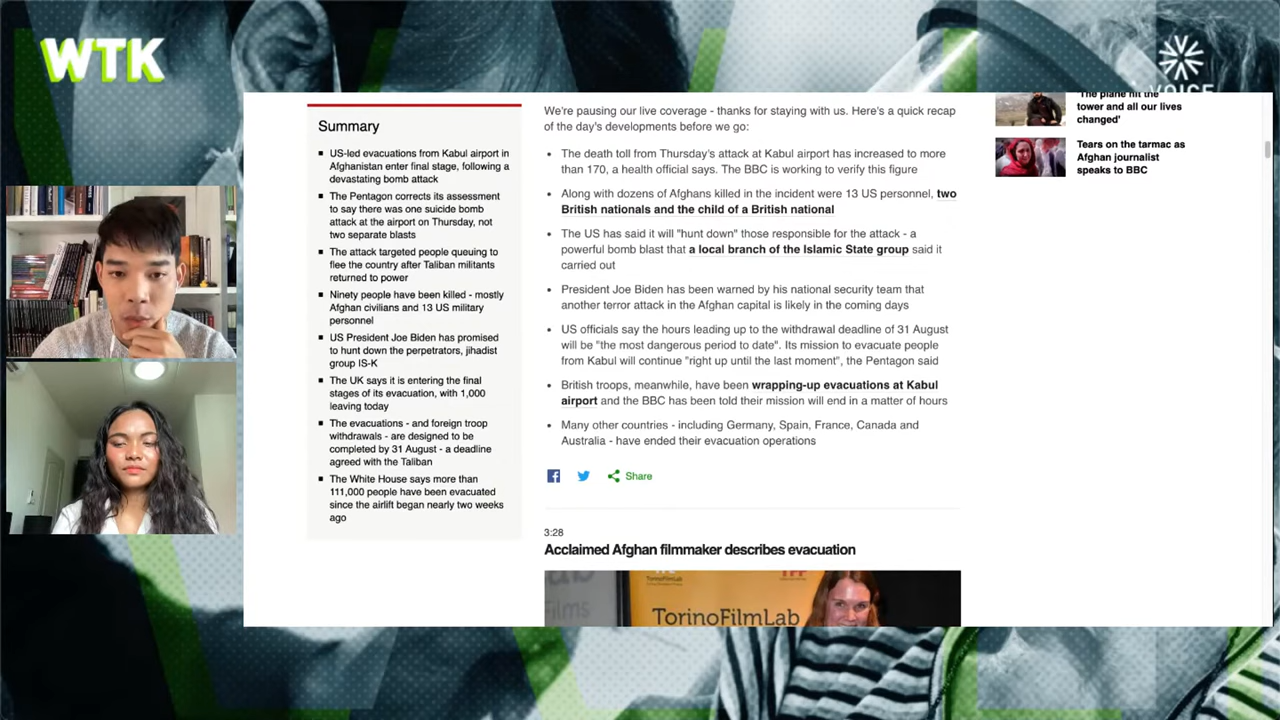 WTK
VOICE
Summary
US-led evacuations from Kabul airport in
Afghanistan enter final stage, following a
devastating bomb attack
The Pentagon corrects its assessment
to say there was one suicide bomb
attack at the airport on Thursday, not
two separate blasts
The attack targeted people queuing to
flee the country after Taliban militants
returned to power
Ninety people have been killed - mostly
Afghan civilians and 13 US military
personnel
US President Joe Biden has promised
to hunt down the perpetrators, jihadist
group IS-K
The UK says it is entering the final
stages of its evacuation, with 1,000
leaving today
The evacuations - and foreign troop
withdrawals - are designed to be
completed by 31 August - a deadline
agreed with the Taliban
The White House says more than
111,000 people have been evacuated
since the airlift began nearly two weeks
ago
We're pausing our live coverage - thanks for staying with us. Here's a quick recap
of the day's developments before we go:
The death toll from Thursday's attack at Kabul airport has increased to more
than 170, a health official says. The BBC is working to verify this figure
Along with dozens of Afghans killed in the incident were 13 US personnel, two
British nationals and the child of a British national
The US has said it will "hunt down" those responsible for the attack - a
powerful bomb blast that a local branch of the Islamic State group said it
carried out
President Joe Biden has been warned by his national security team that
another terror attack in the Afghan capital is likely in the coming days
US officials say the hours leading up to the withdrawal deadline of 31 August
will be "the most dangerous period to date". Its mission to evacuate people
from Kabul will continue "right up until the last moment", the Pentagon said
British troops, meanwhile, have been wrapping-up evacuations at Kabul
airport and the BBC has been told their mission will end in a matter of hours
Many other countries - including Germany, Spain, France, Canada and
Australia - have ended their evacuation operations
Share
3:28
Acclaimed Afghan filmmaker describes evacuation
TorinoFilmLab
'The plane hit the
tower and all our lives
changed'
Tears on the tarmac as
Afghan journalist
speaks to BBC